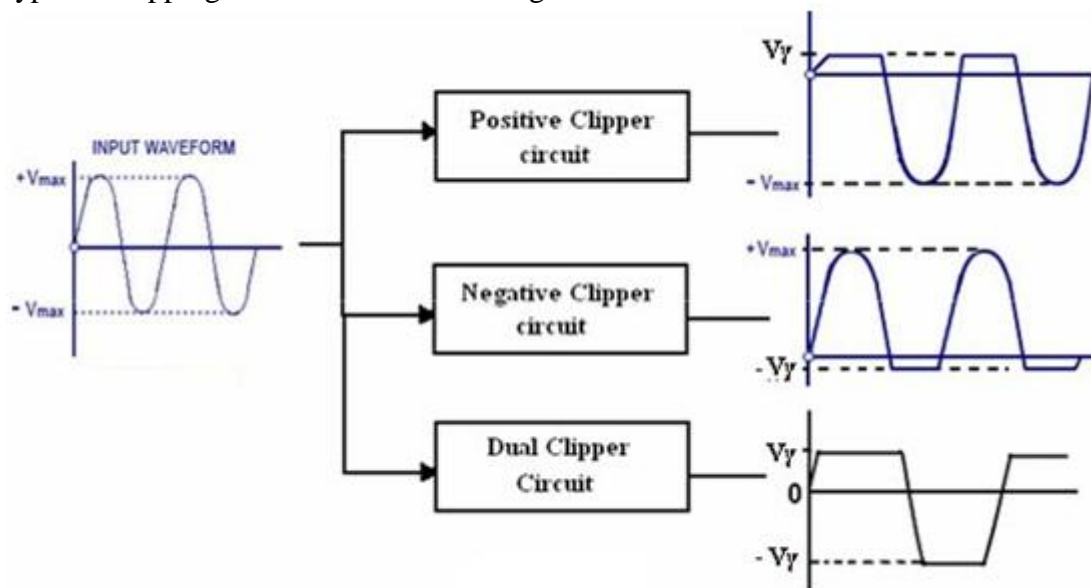 INPUT WAVEFORM
+Vmax
- Vmax
Positive Clipper
circuit
Negative Clipper
circuit
Dual Clipper
Circuit
Vγ
- Vmax
+Vmax
- Vγ
Vγ
0
- Vγ